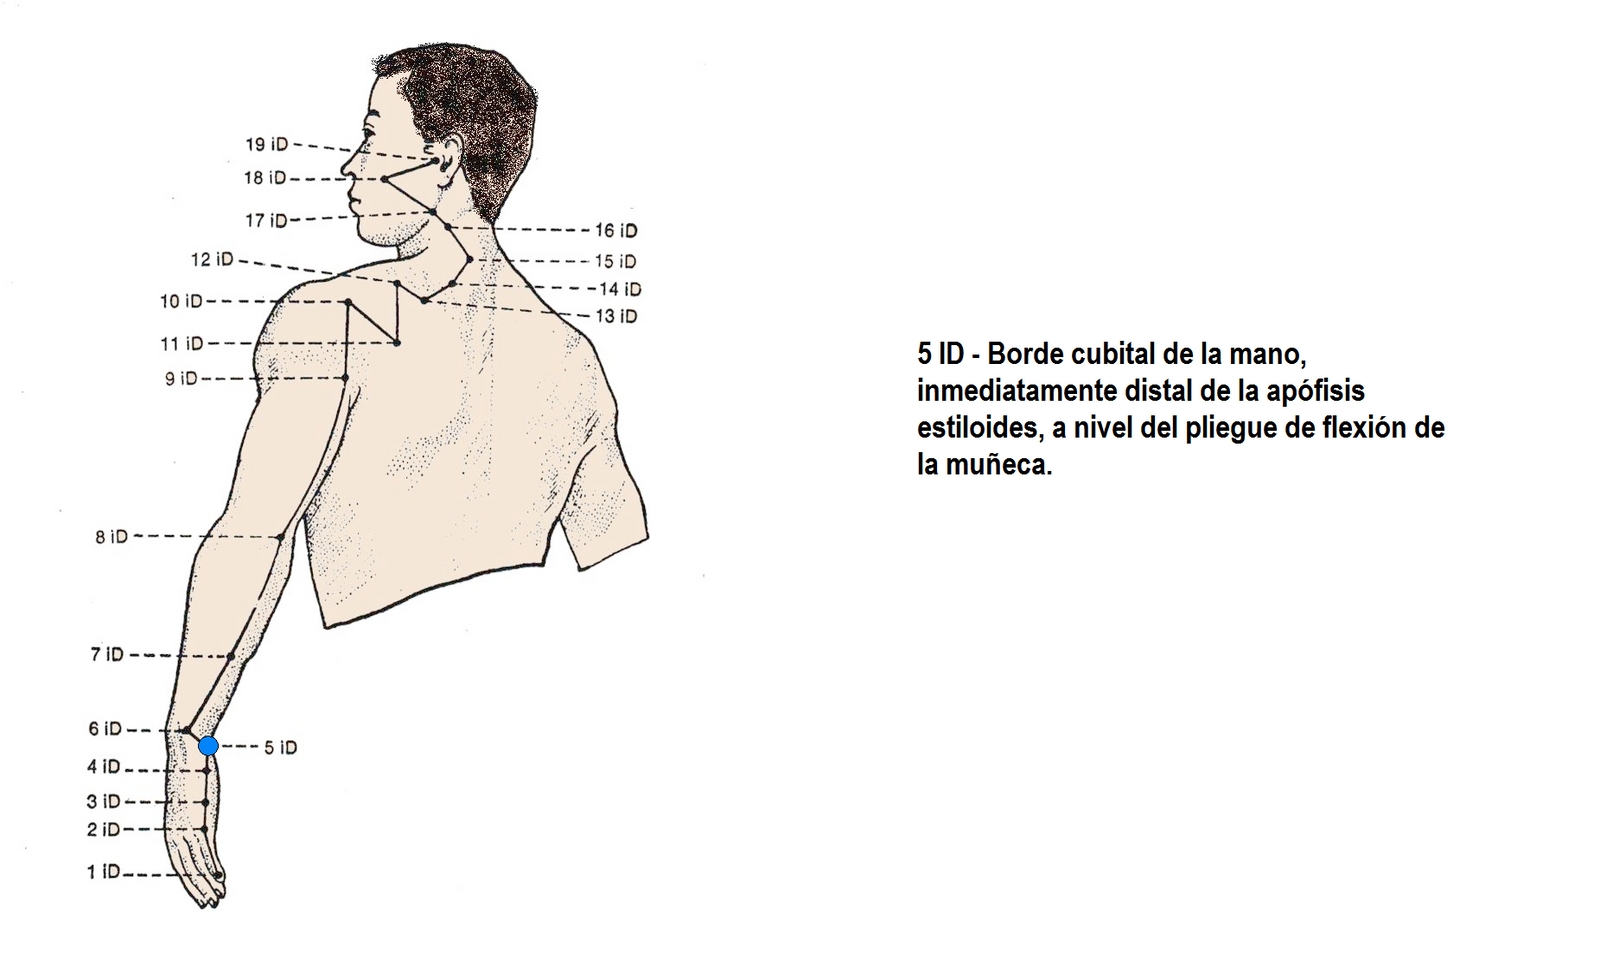 19 iD
18 iD
17 iD
16 iD
12 iD
15 iD
14 iD
10 iD
13 iD
11 iD
9 iD
8 iD
7 iD
6 iD
5 iD
4 iD
3 iD
2 iD
1 iD
5 ID - Borde cubital de la mano,
inmediatamente distal de la apófisis
estiloides, a nivel del pliegue de flexión de
la muñeca.